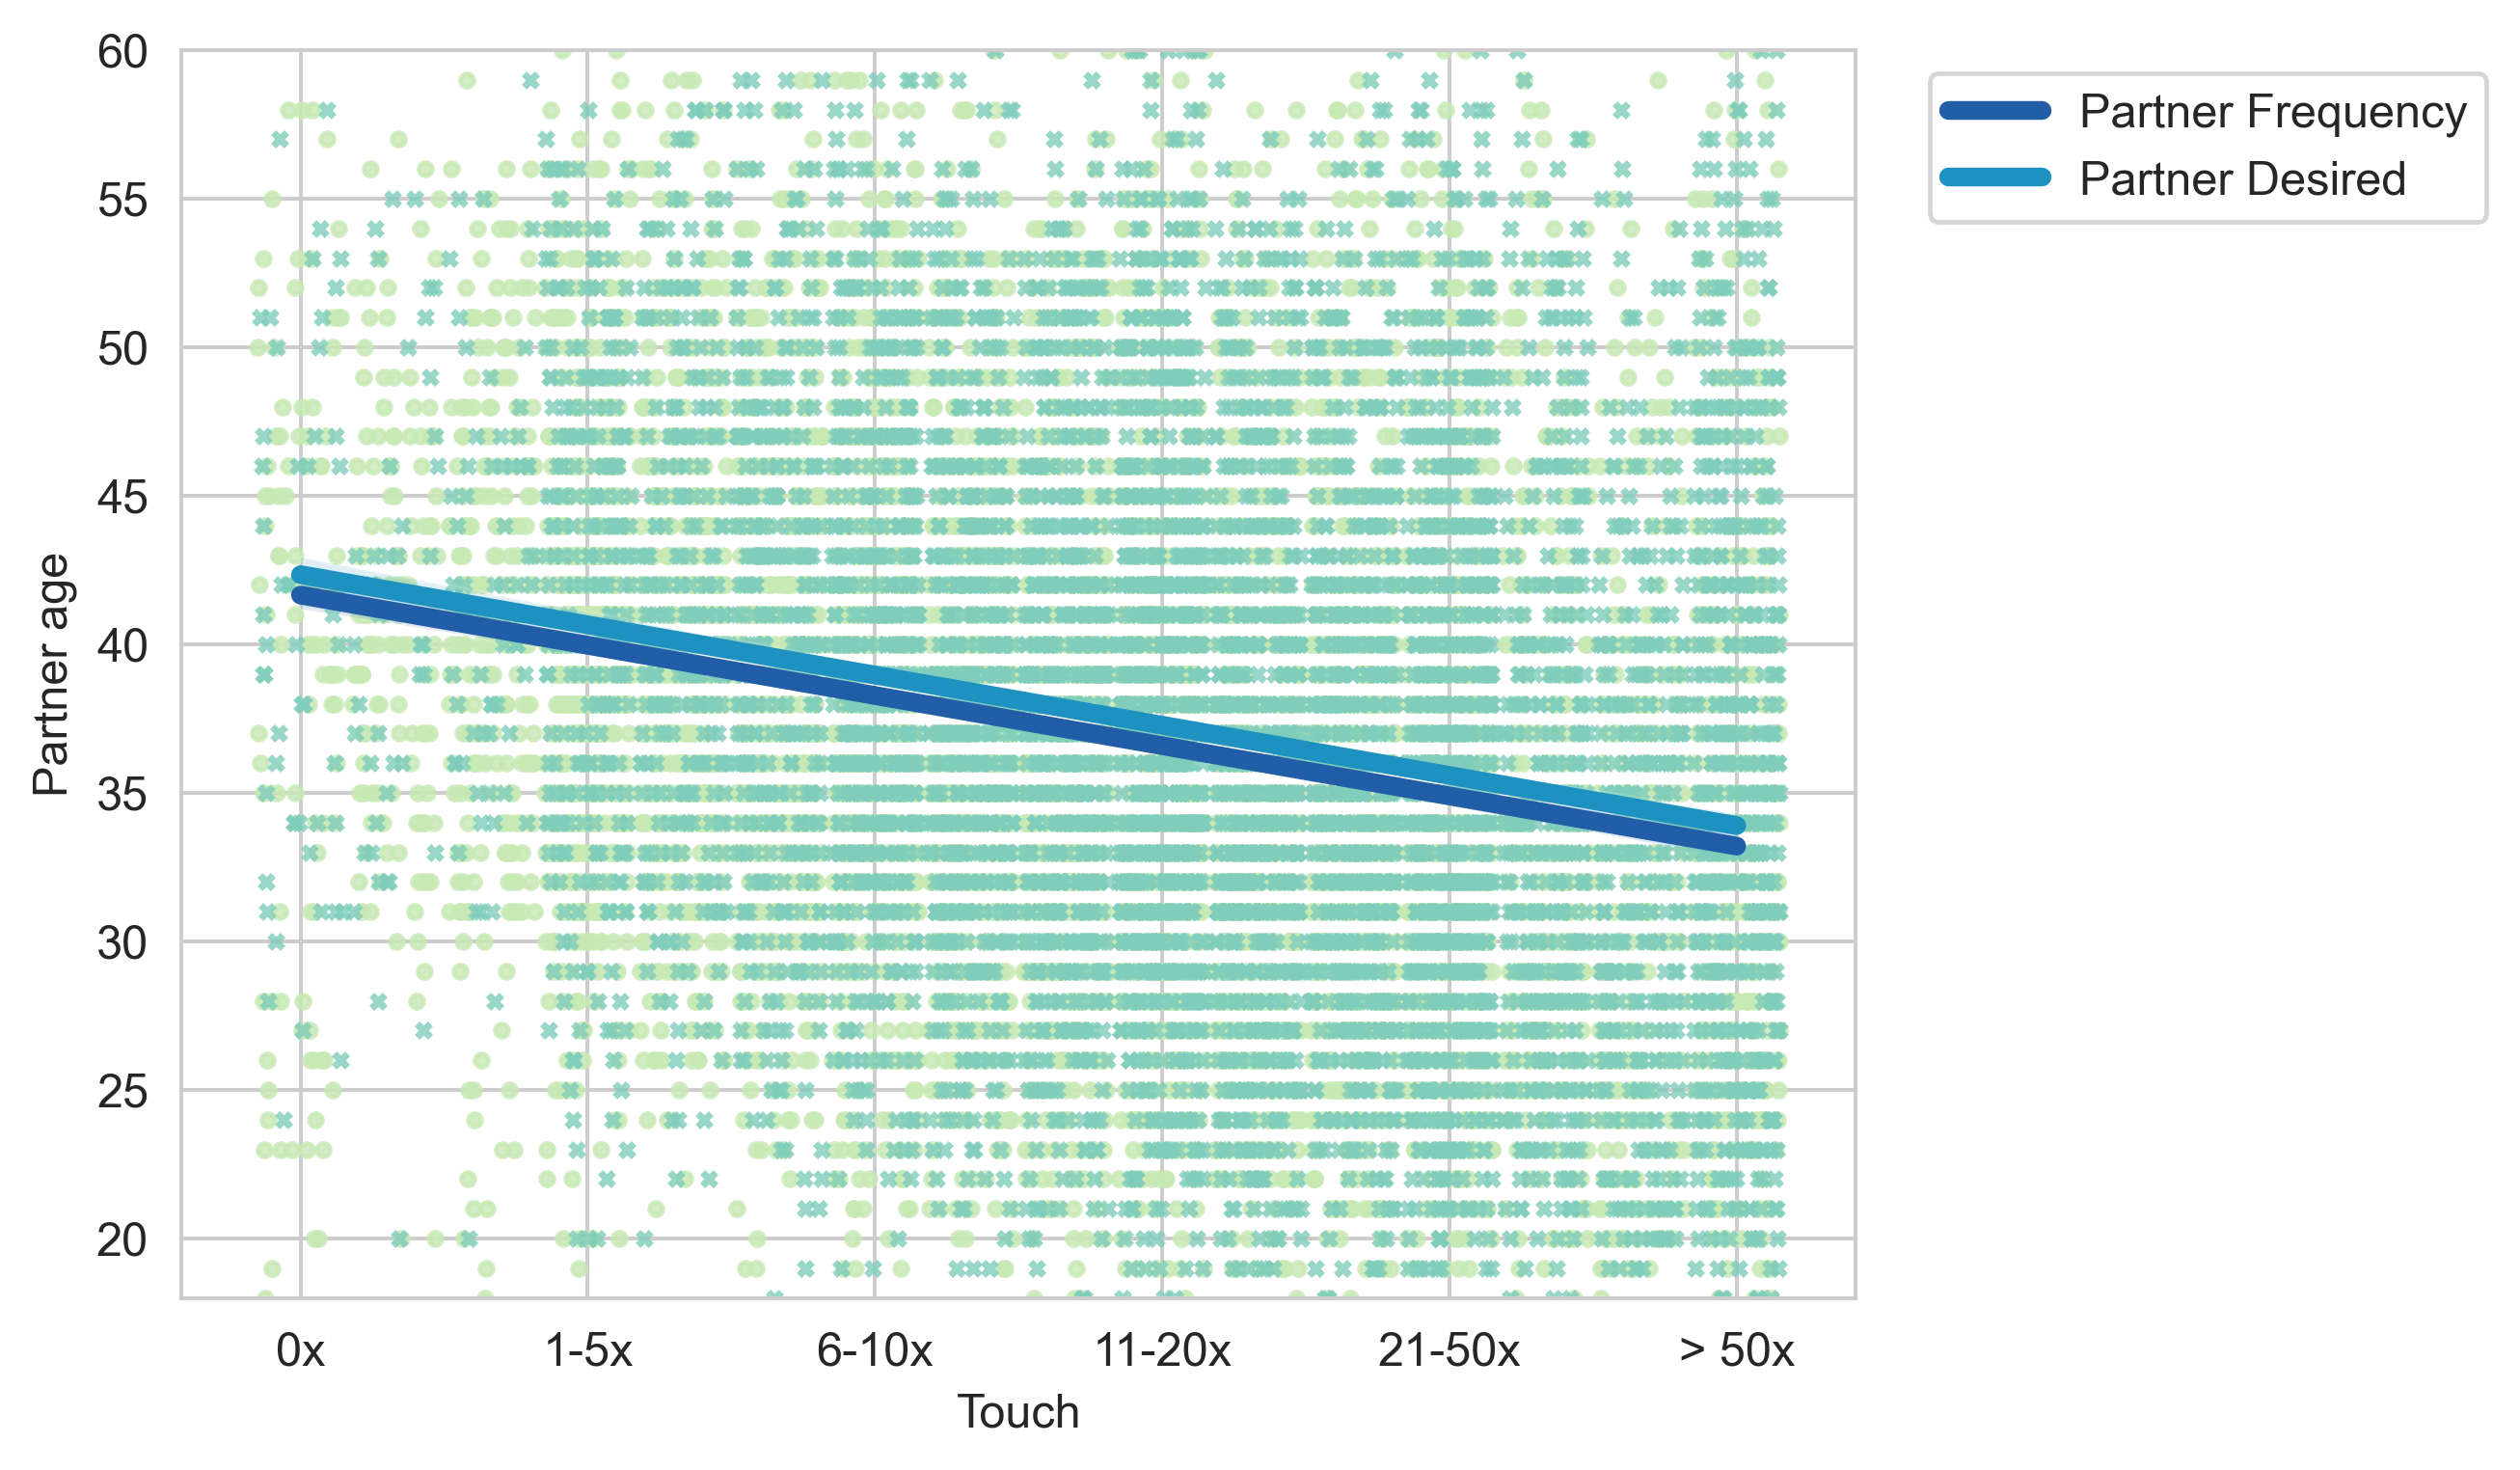 60
55
50
45
40
35
30
25
20
Partner age
0x
1-5x
6-10x
11-20x
21-50x
> 50x
Touch
Partner Frequency
Partner Desired